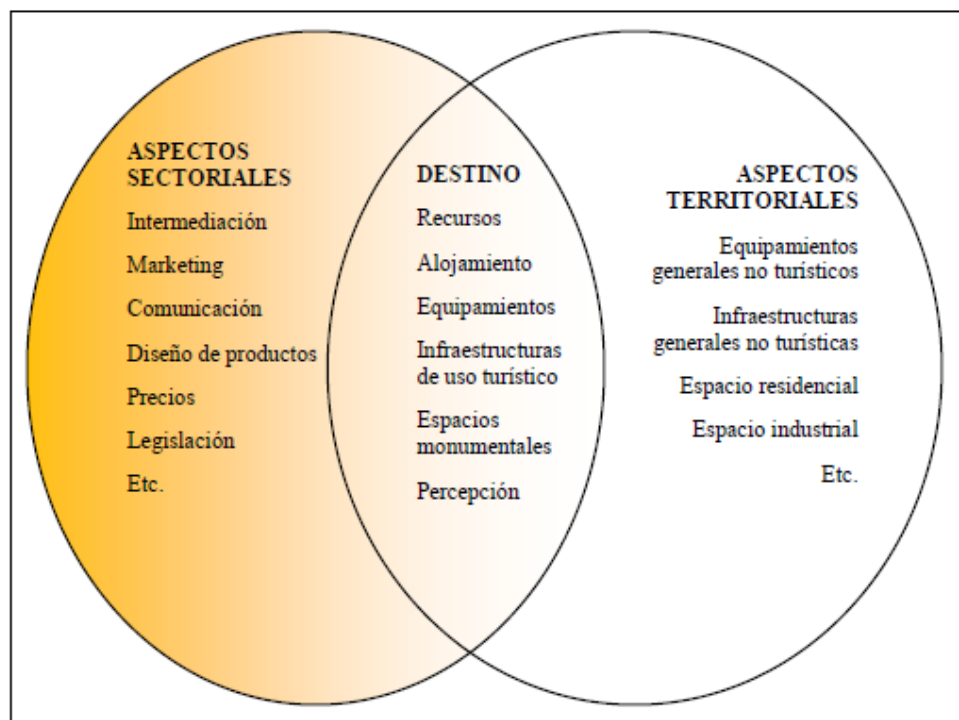 ASPECTOS
SECTORIALES
Intermediación
Marketing
Comunicación
Diseño de productos
Precios
Legislación
Etc.
DESTINO
Recursos
Alojamiento
Equipamientos
Infraestructuras
de uso turístico
Espacios
monumentales
Percepción
ASPECTOS
TERRITORIALES
Equipamientos
generales no turísticos
Infraestructuras
generales no turísticas
Espacio residencial
Espacio industrial
Etc.